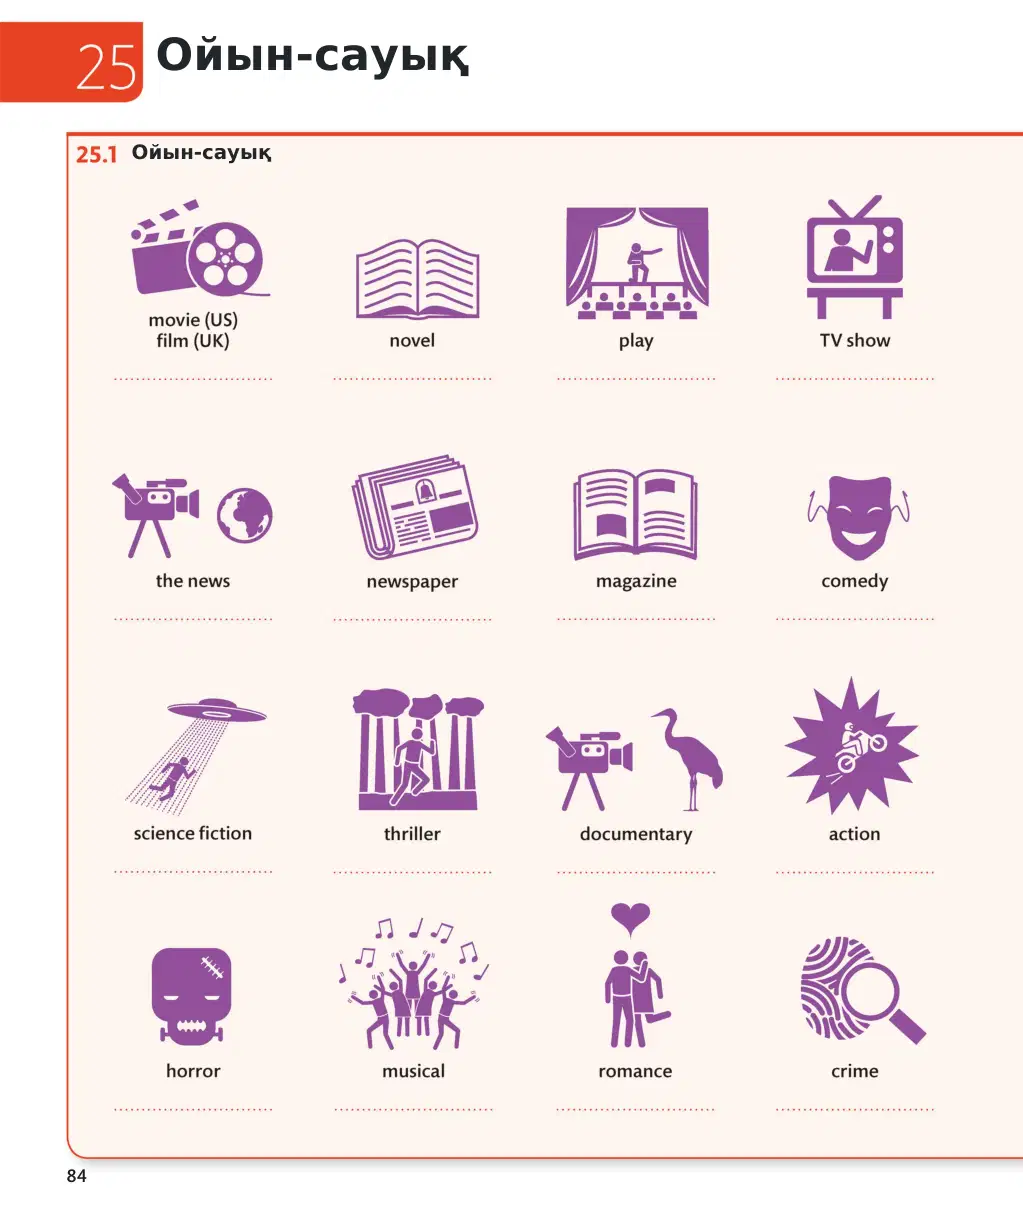 25 Ойын-сауық
25.1 Ойын-сауық
movie (US)
film (UK)
novel
play
TV show
the news
newspaper
magazine
comedy
science fiction
thriller
documentary
action
horror
musical
romance
crime
84